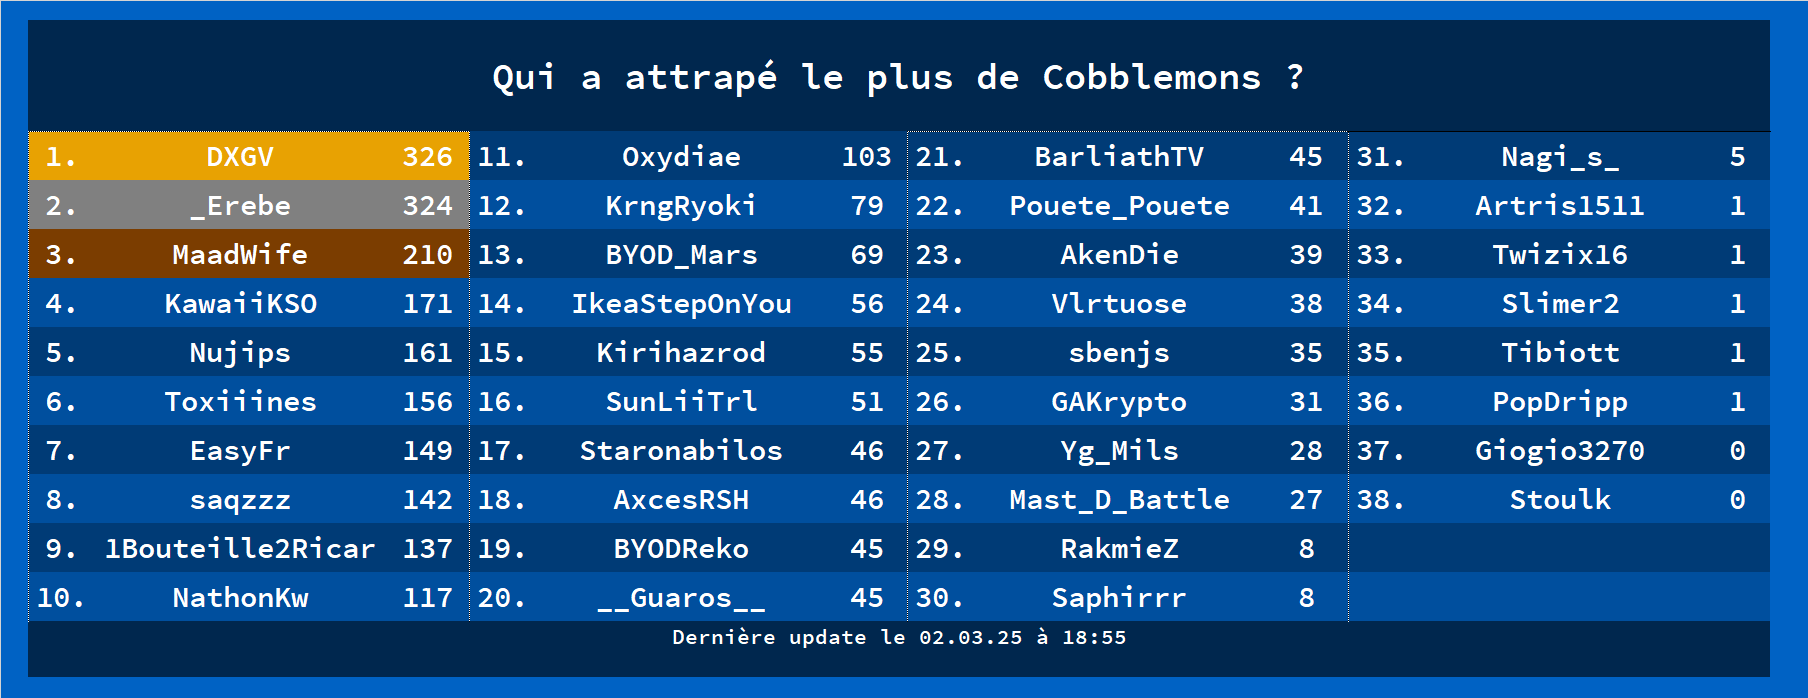 Qui a attrapé le plus de Cobblemons ?
1. DXGV 326
2. _Erebe 324
3. MaadWife 210
4. KawaiiKSO 171
5. Nujips 161
6. Toxiiines 156
7. EasyFr 149
8. saqzzz 142
9. 1Bouteille2Ricar 137
10. NathonKw 117
11. Oxydiae 103
12. KrngRyoki 79
13. BYOD_Mars 69
14. IkeaStepOnYou 56
15. Kirihazrod 55
16. SunLiiTrl 51
17. Staronabilos 46
18. AxcesRSH 46
19. BYODReko 45
20. __Guaros__ 45
21. BarliathTV 45
22. Pouete_Pouete 41
23. AkenDie 39
24. Vlrtuose 38
25. sbenjs 35
26. GAKrypto 31
27. Yg_Mils 28
28. Mast_D_Battle 27
29. RakmieZ 8
30. Saphirrr 8
31. Nagi_s_ 5
32. Artris1511 1
33. Twizix16 1
34. Slimer2 1
35. Tibiott 1
36. PopDripp 1
37. Giogio3270 0
38. Stoulk 0
Dernière update le 02.03.25 à 18:55